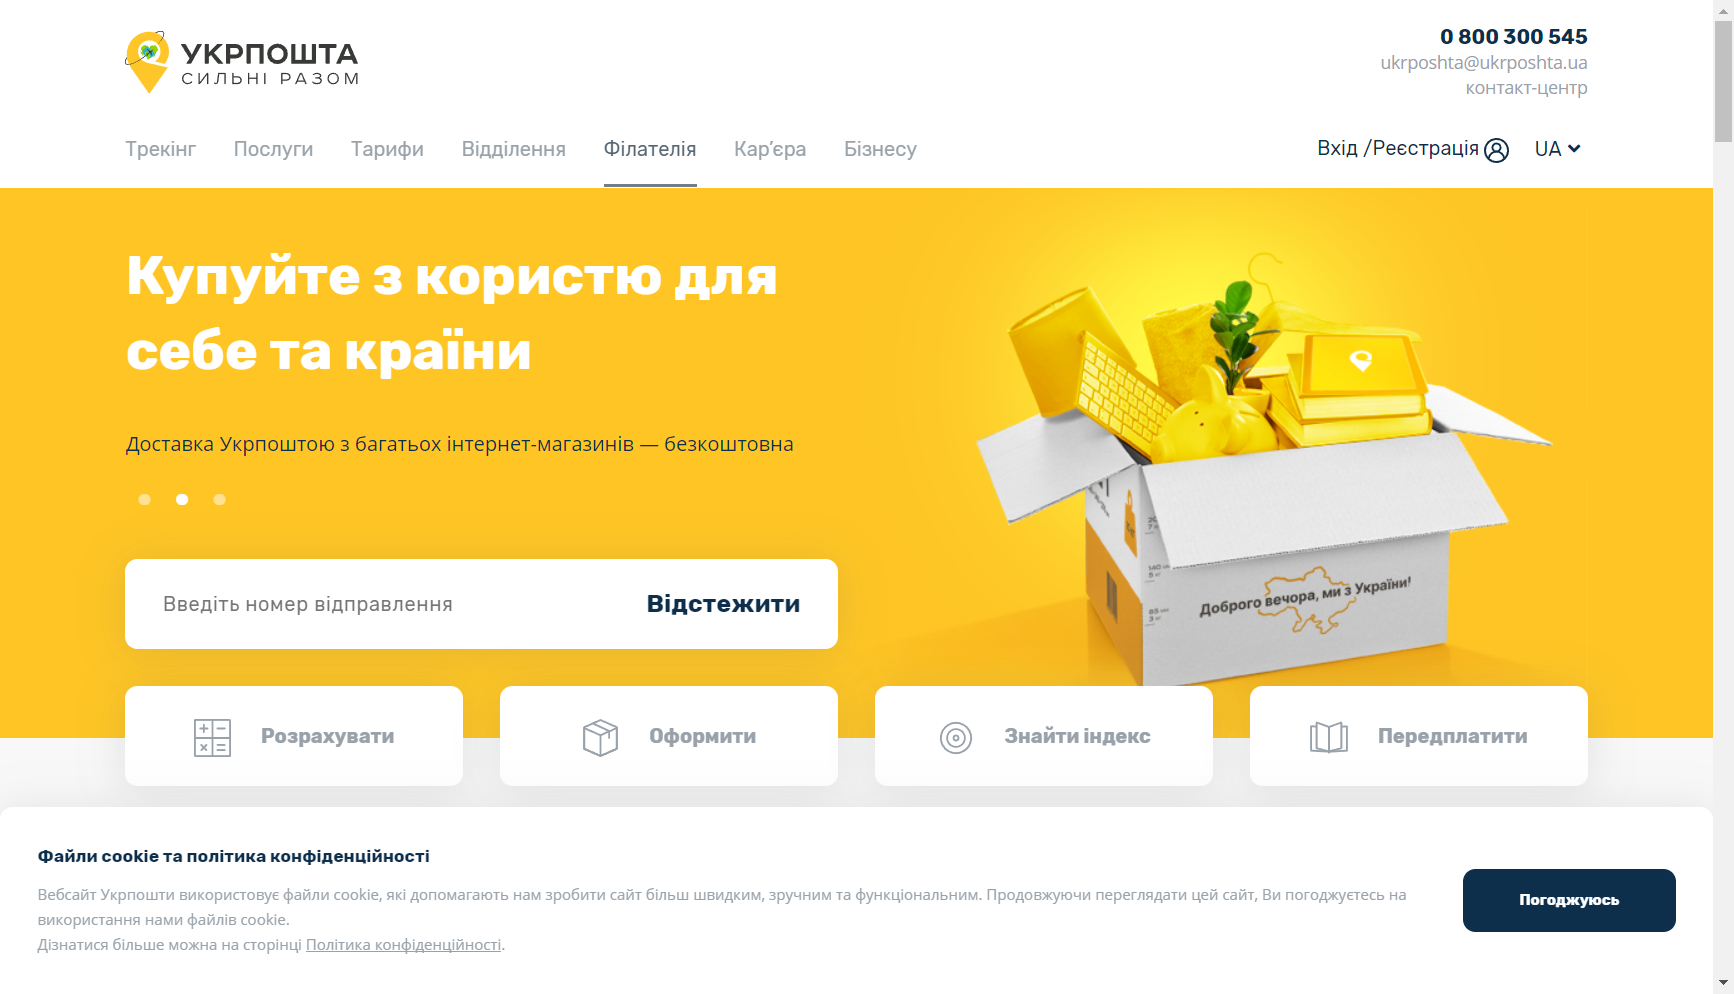 УКРПОШТА
СИЛЬНІ РАЗОМ
0 800 300 545
ukrposhta@ukrposhta.ua
контакт-центр
Трекінг Послуги Тарифи Відділення Філателія Кар’єра Бізнесу
Вхід /Реєстрація UA
Купуйте з користю для
себе та країни
Доставка Укрпоштою з багатьох інтернет-магазинів — безкоштовна
Введіть номер відправлення Відстежити
Доброго вечора, ми з України!
Розрахувати Оформити Знайти індекс Передплатити
Файли cookie та політика конфіденційності
Вебсайт Укрпошти використовує файли cookie, які допомагають нам зробити сайт більш швидким, зручним та функціональним. Продовжуючи переглядати цей сайт, Ви погоджуєтесь на
використання нами файлів cookie.
Дізнатися більше можна на сторінці Політика конфіденційності.
Погоджуюсь